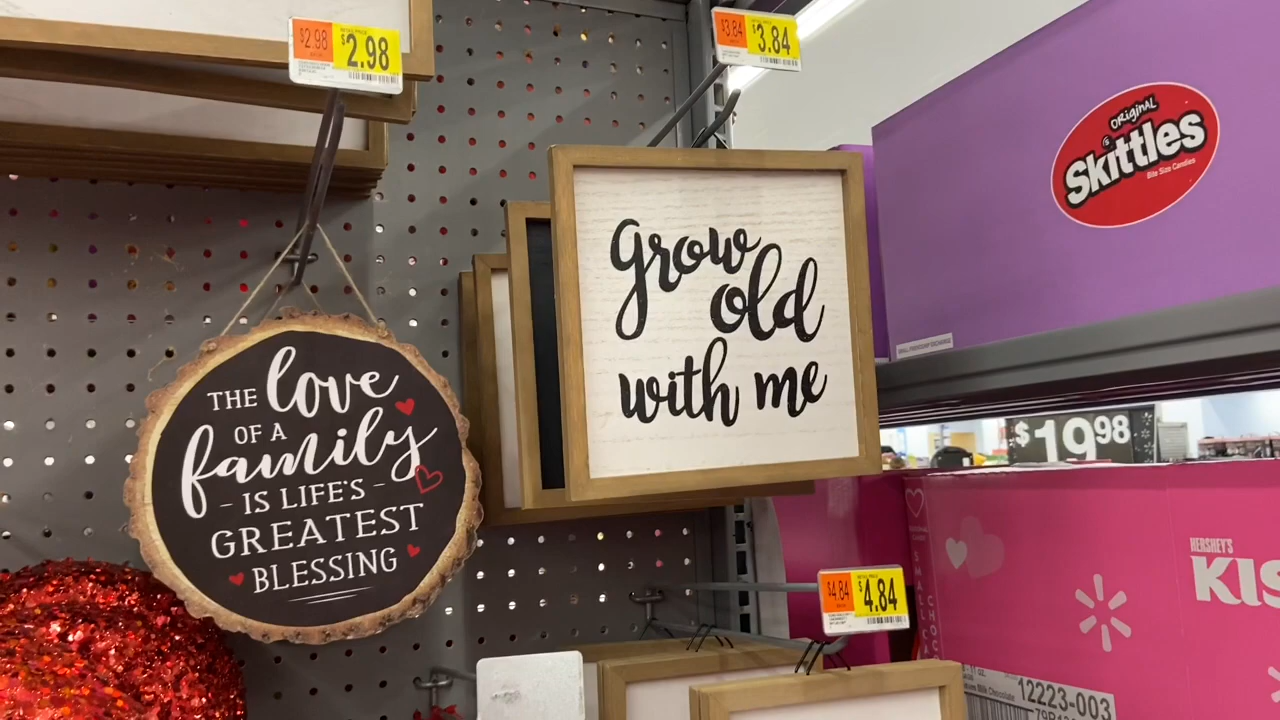 $2.98
$2.98
$3.84
$3.84
ORIGINAL
Skittles
Bite Size Candies
grow
old
with me
THE love
OF A
family
- IS LIFE'S -
GREATEST
BLESSING
$19.98
HERSHEY'S
KIS
$4.84
$4.84
12223-003